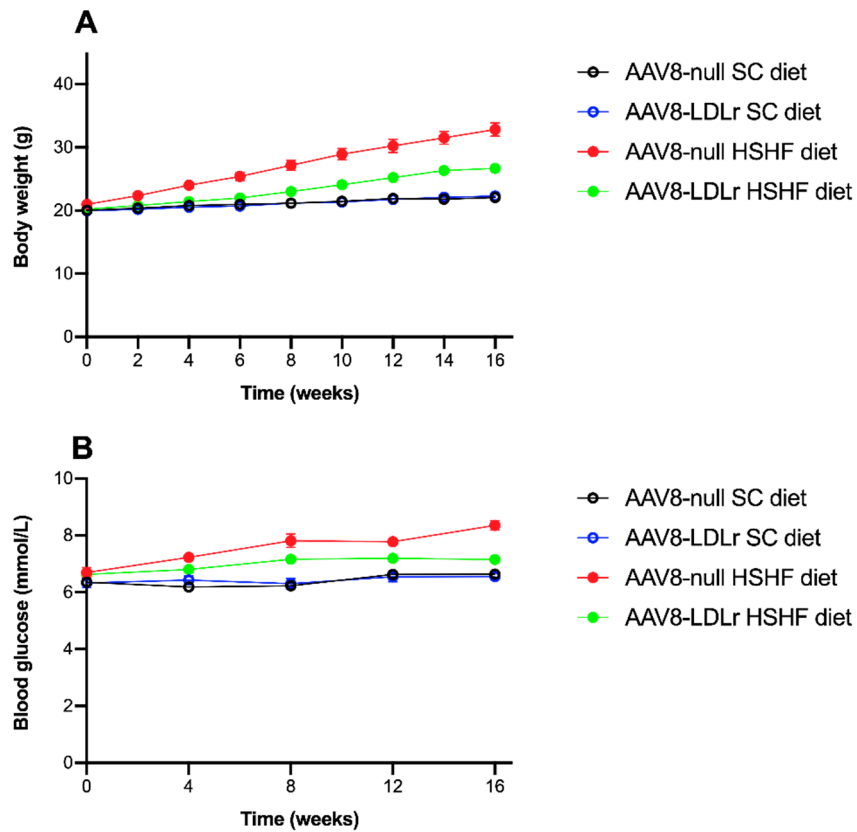 A
Body weight (g)
40
30
20
10
0
0 2 4 6 8 10 12 14 16
Time (weeks)
AAV8-null SC diet
AAV8-LDLr SC diet
AAV8-null HSHF diet
AAV8-LDLr HSHF diet
B
Blood glucose (mmol/L)
10
8
6
4
2
0
0 4 8 12 16
Time (weeks)
AAV8-null SC diet
AAV8-LDLr SC diet
AAV8-null HSHF diet
AAV8-LDLr HSHF diet